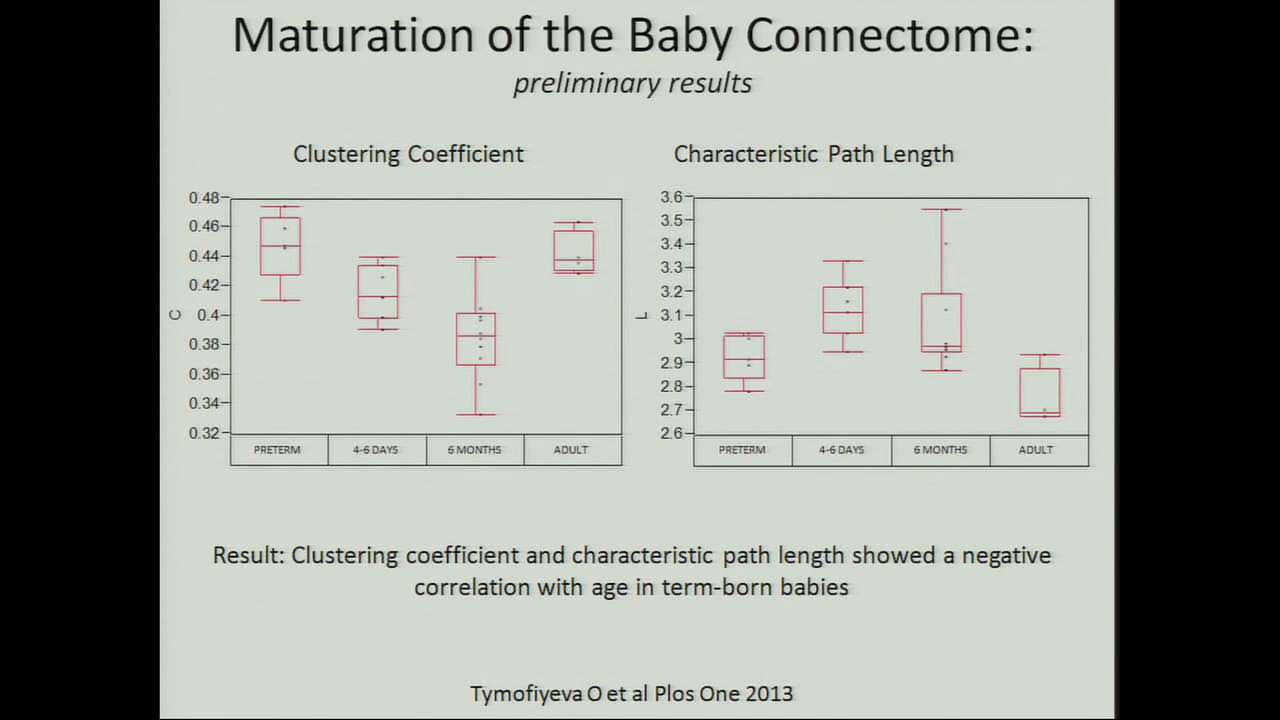 Maturation of the Baby Connectome:
preliminary results
Clustering Coefficient
Characteristic Path Length
0.48
0.46
0.44
0.42
0.4
0.38
0.36
0.34
0.32
C
PRETERM
4-6 DAYS
6 MONTHS
ADULT
3.6
3.5
3.4
3.3
3.2
3.1
3
2.9
2.8
2.7
2.6
L
PRETERM
4-6 DAYS
6 MONTHS
ADULT
Result: Clustering coefficient and characteristic path length showed a negative
correlation with age in term-born babies
Tymofiyeva O et al Plos One 2013